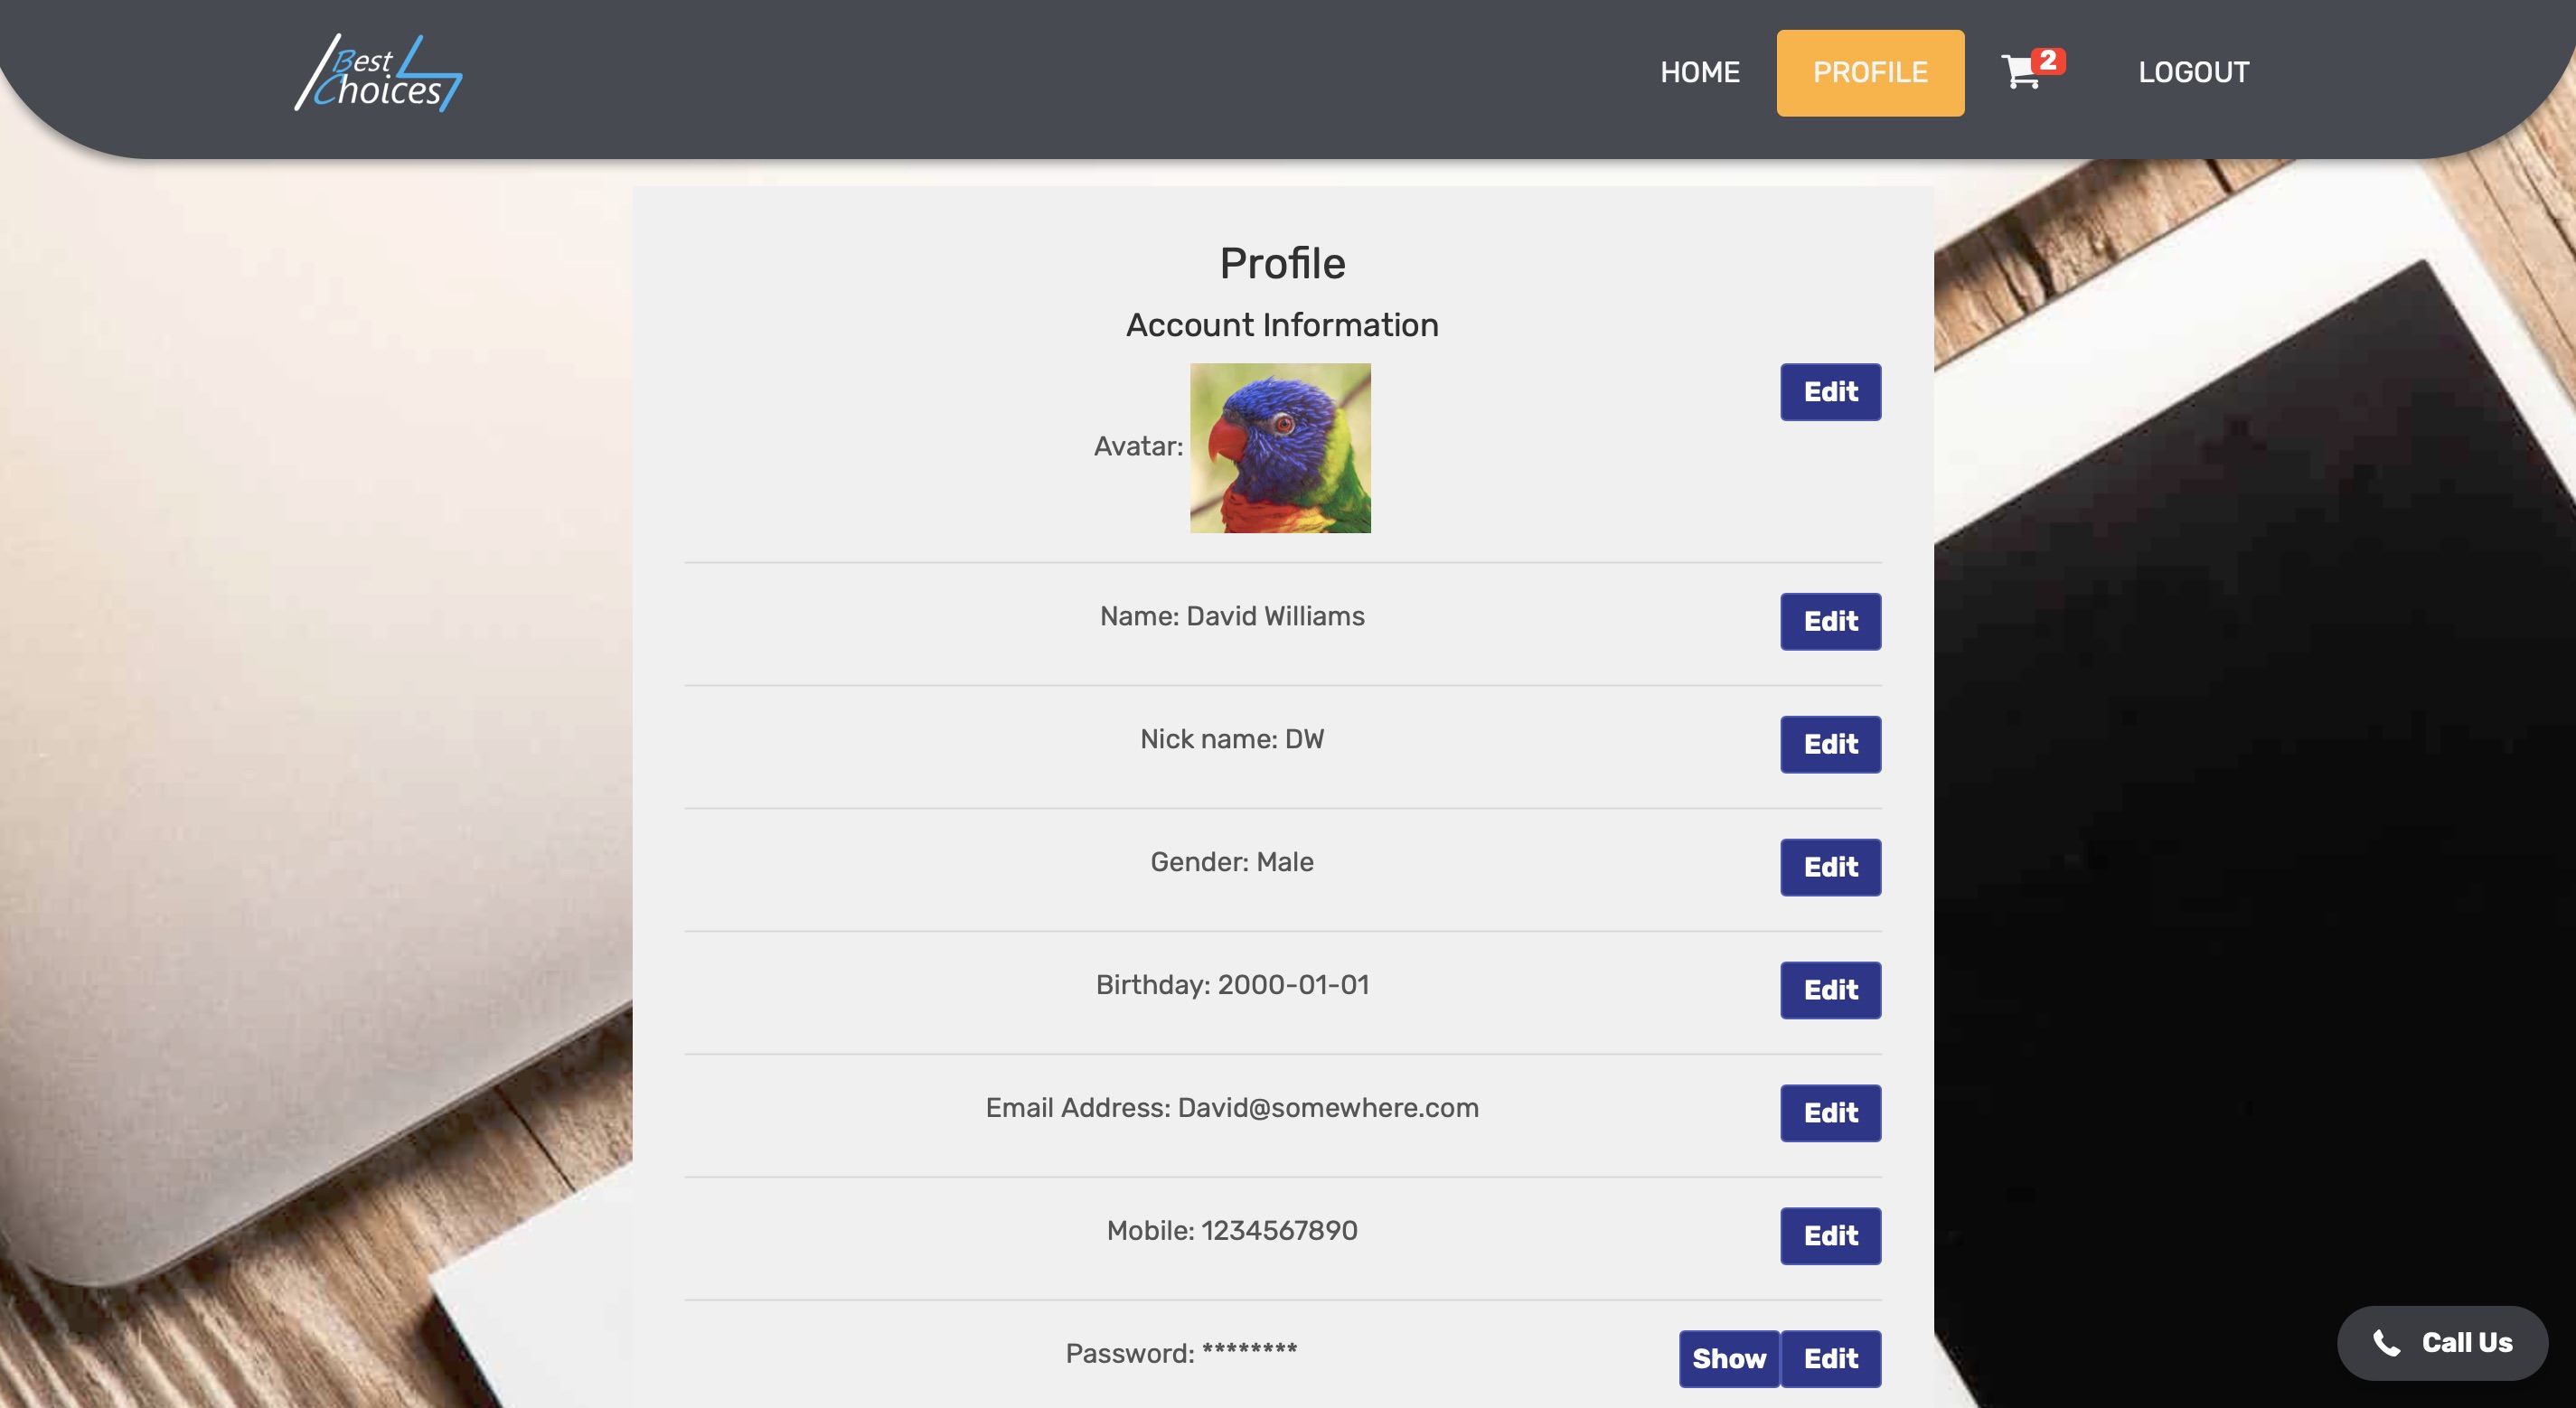 Best
Choices
HOME PROFILE 2 LOGOUT
Profile
Account Information
Avatar: Edit
Name: David Williams Edit
Nick name: DW Edit
Gender: Male Edit
Birthday: 2000-01-01 Edit
Email Address: David@somewhere.com Edit
Mobile: 1234567890 Edit
Password: ******** Show Edit
Call Us